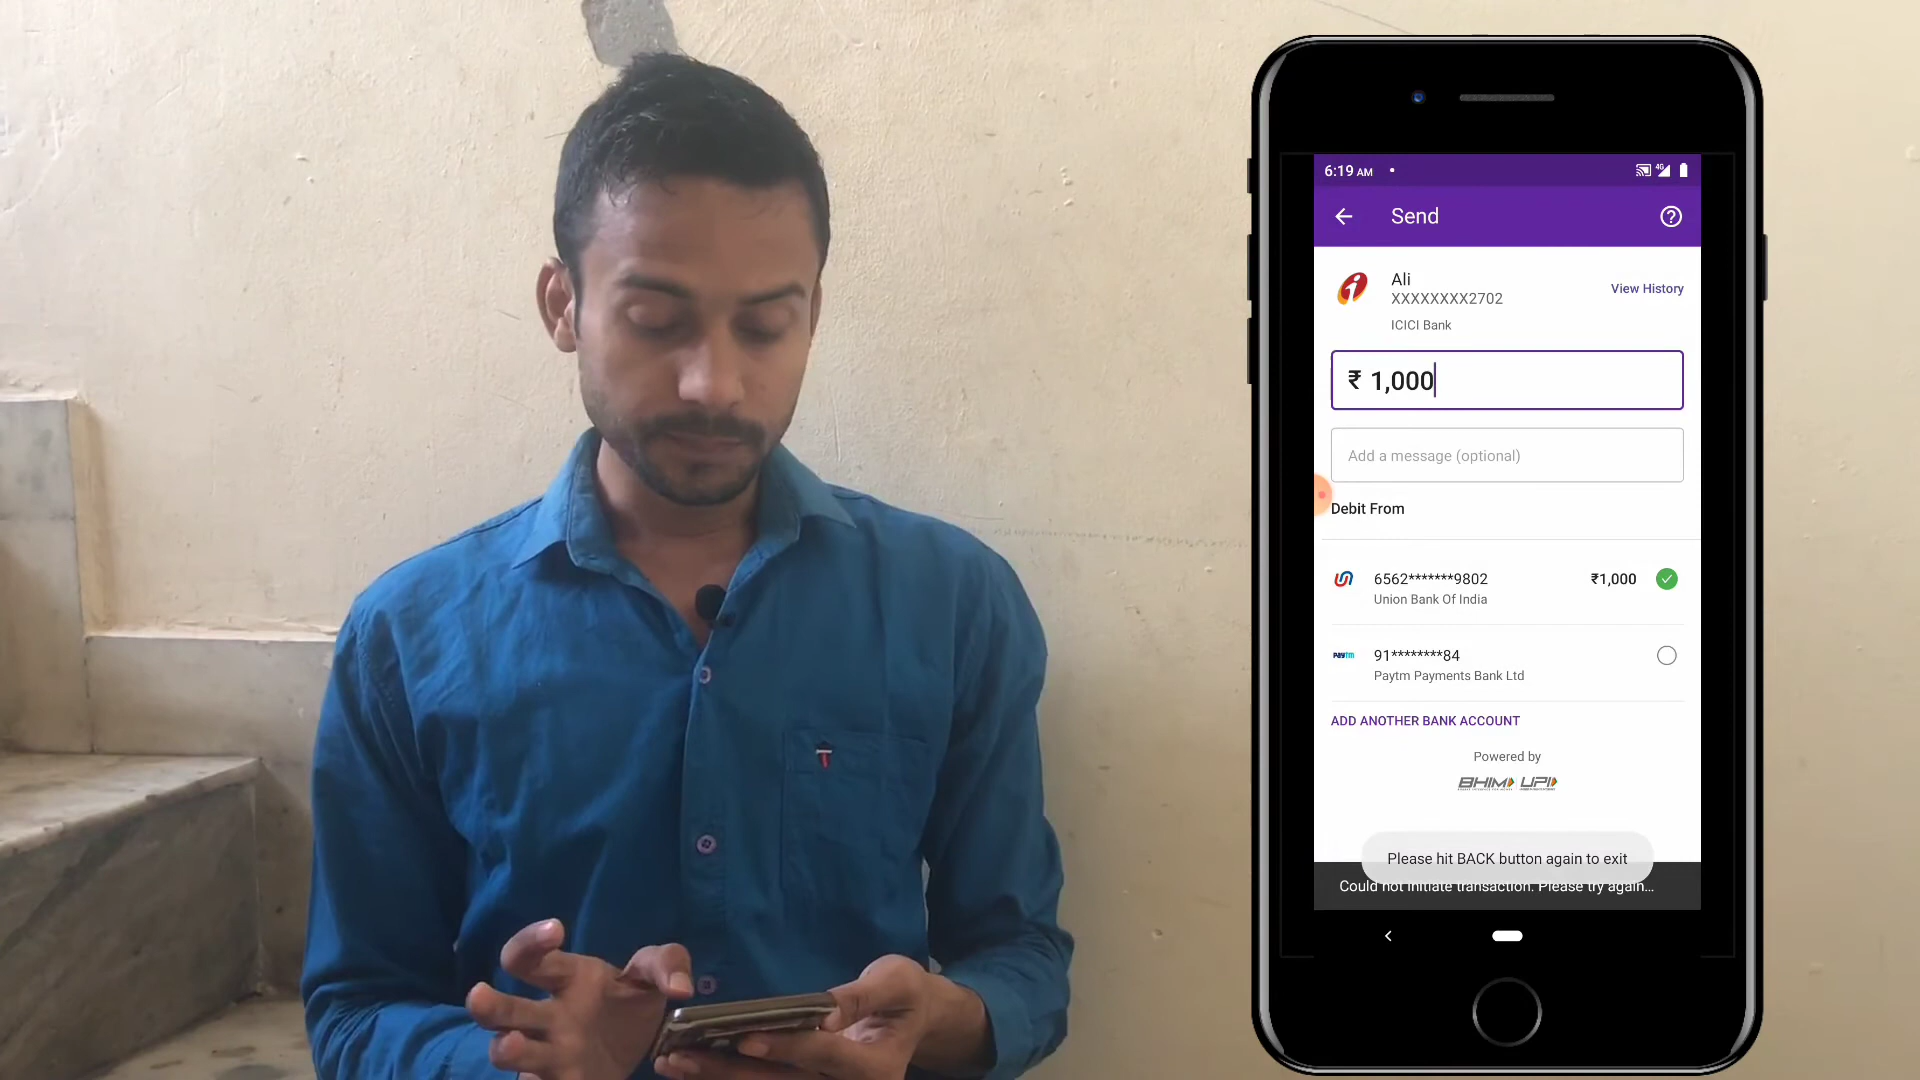 6:19 AM
4G
Send
Ali
XXXXXXXX2702
View History
ICICI Bank
₹ 1,000
Add a message (optional)
Debit From
6562*******9802
₹1,000
Union Bank Of India
Paytm
91********84
Paytm Payments Bank Ltd
ADD ANOTHER BANK ACCOUNT
Powered by
BHIM UPI
Please hit BACK button again to exit
Could not initiate transaction. Please try again...